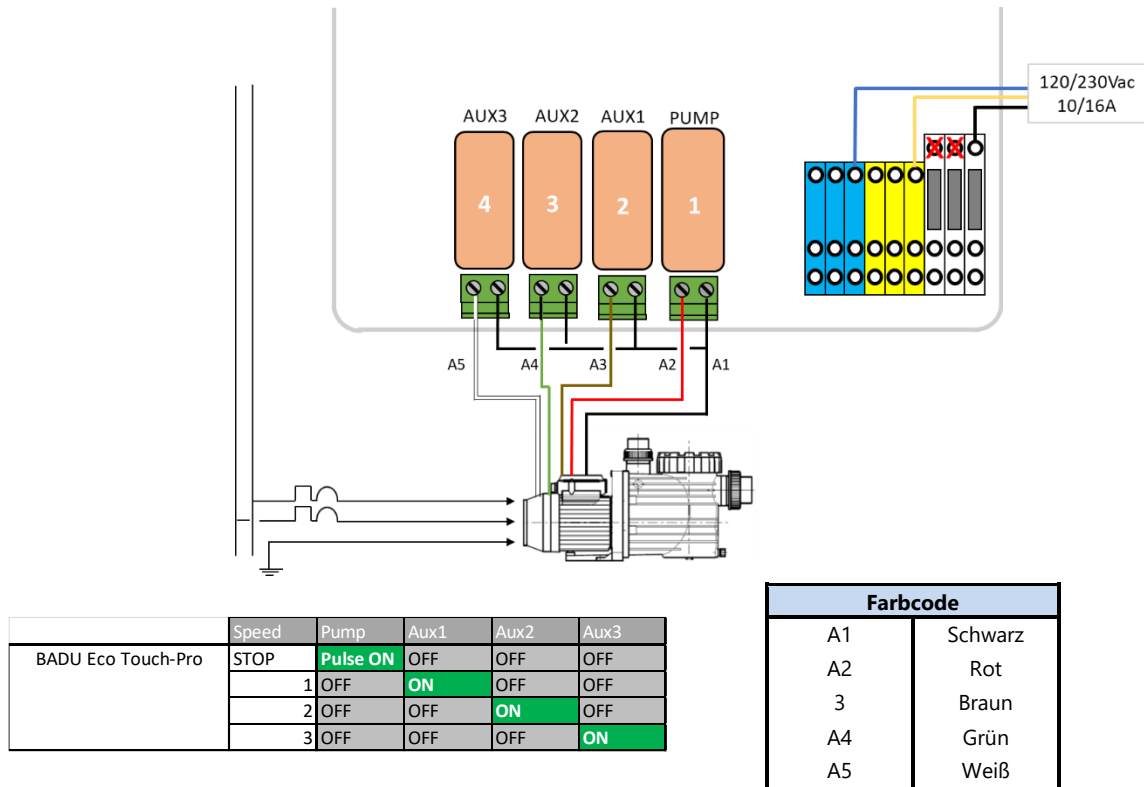 120/230Vac
10/16A
AUX3 AUX2 AUX1 PUMP
4 3 2 1
A5 A4 A3 A2 A1
Speed Pump Aux1 Aux2 Aux3
BADU Eco Touch-Pro STOP Pulse ON OFF OFF OFF
1 OFF ON OFF OFF
2 OFF OFF ON OFF
3 OFF OFF OFF ON
Farbcode
A1 Schwarz
A2 Rot
3 Braun
A4 Grün
A5 Weiß